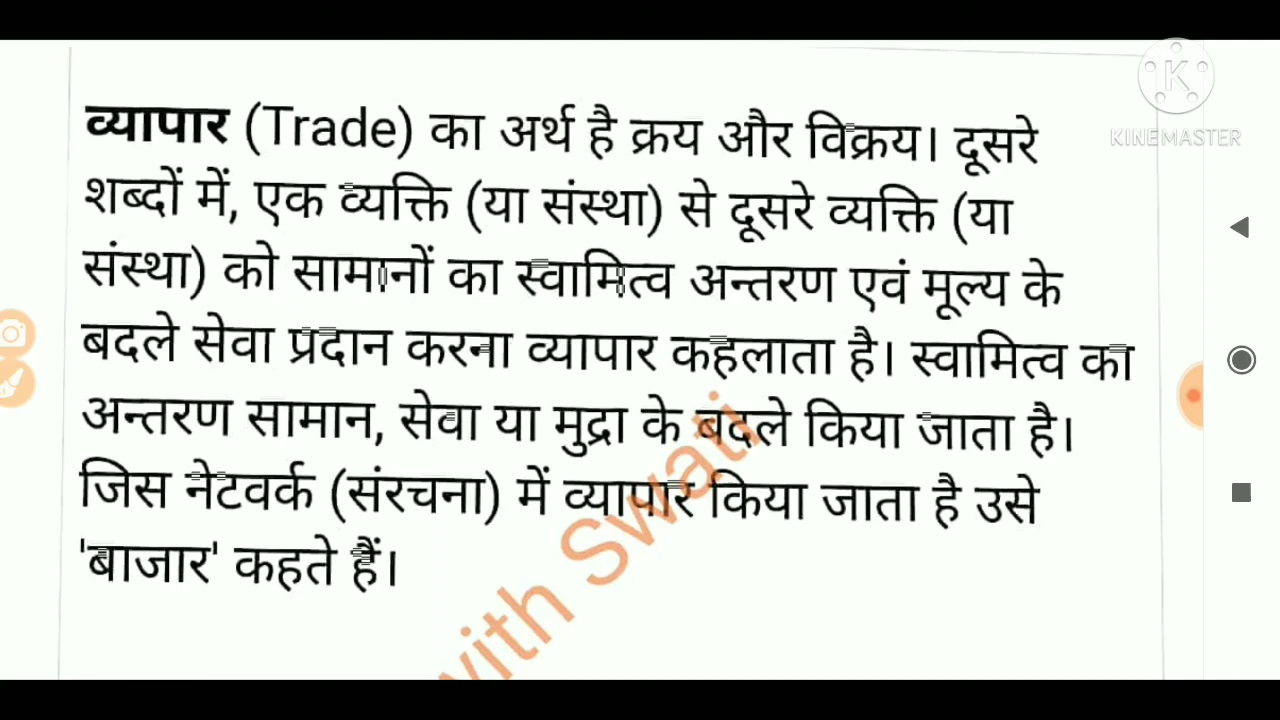 व्यापार (Trade) का अर्थ है क्रय और विक्रय। दूसरे
शब्दों में, एक व्यक्ति (या संस्था) से दूसरे व्यक्ति (या
संस्था) को सामानों का स्वामित्व अन्तरण एवं मूल्य के
बदले सेवा प्रदान करना व्यापार कहलाता है। स्वामित्व का
अन्तरण सामान, सेवा या मुद्रा के बदले किया जाता है।
जिस नेटवर्क (संरचना) में व्यापार किया जाता है उसे
'बाजार' कहते हैं।
with Swati
K
KINEMASTER